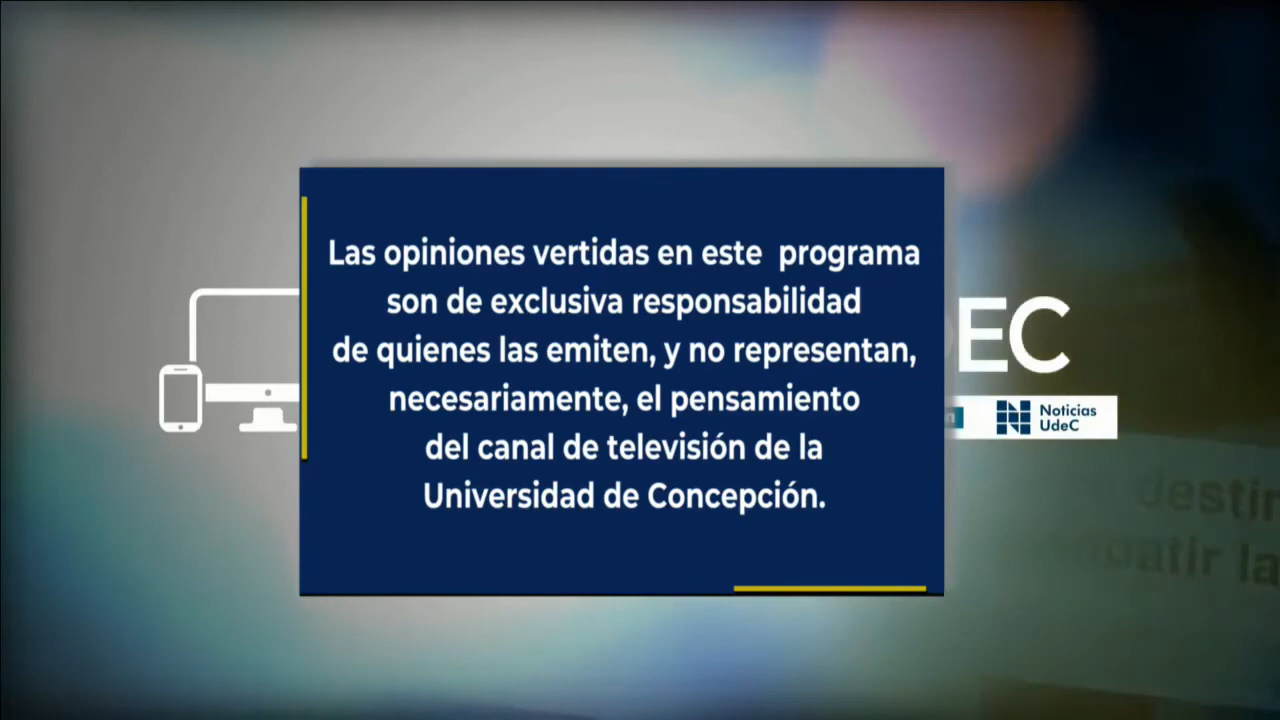 Las opiniones vertidas en este programa
son de exclusiva responsabilidad
de quienes las emiten, y no representan,
necesariamente, el pensamiento
del canal de televisión de la
Universidad de Concepción.
EC
Noticias
UdeC